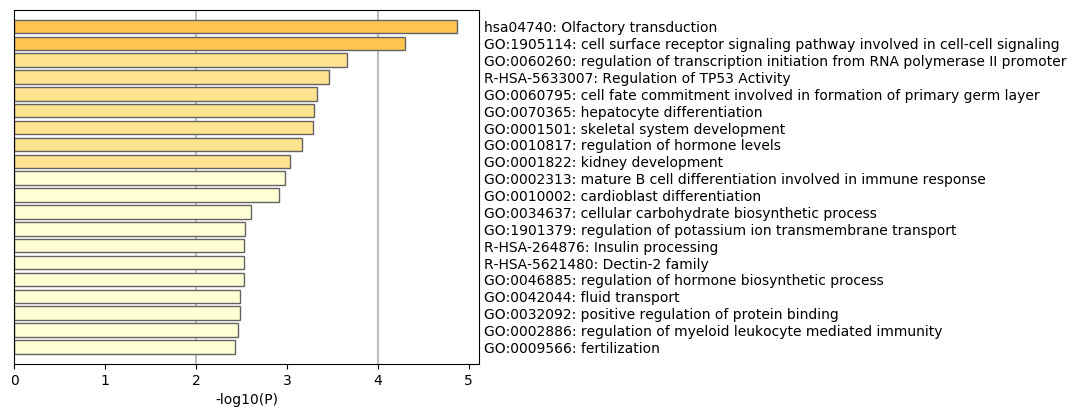 hsa04740: Olfactory transduction
GO:1905114: cell surface receptor signaling pathway involved in cell-cell signaling
GO:0060260: regulation of transcription initiation from RNA polymerase II promoter
R-HSA-5633007: Regulation of TP53 Activity
GO:0060795: cell fate commitment involved in formation of primary germ layer
GO:0070365: hepatocyte differentiation
GO:0001501: skeletal system development
GO:0010817: regulation of hormone levels
GO:0001822: kidney development
GO:0002313: mature B cell differentiation involved in immune response
GO:0010002: cardioblast differentiation
GO:0034637: cellular carbohydrate biosynthetic process
GO:1901379: regulation of potassium ion transmembrane transport
R-HSA-264876: Insulin processing
R-HSA-5621480: Dectin-2 family
GO:0046885: regulation of hormone biosynthetic process
GO:0042044: fluid transport
GO:0032092: positive regulation of protein binding
GO:0002886: regulation of myeloid leukocyte mediated immunity
GO:0009566: fertilization
0 1 2 3 4 5
-log10(P)